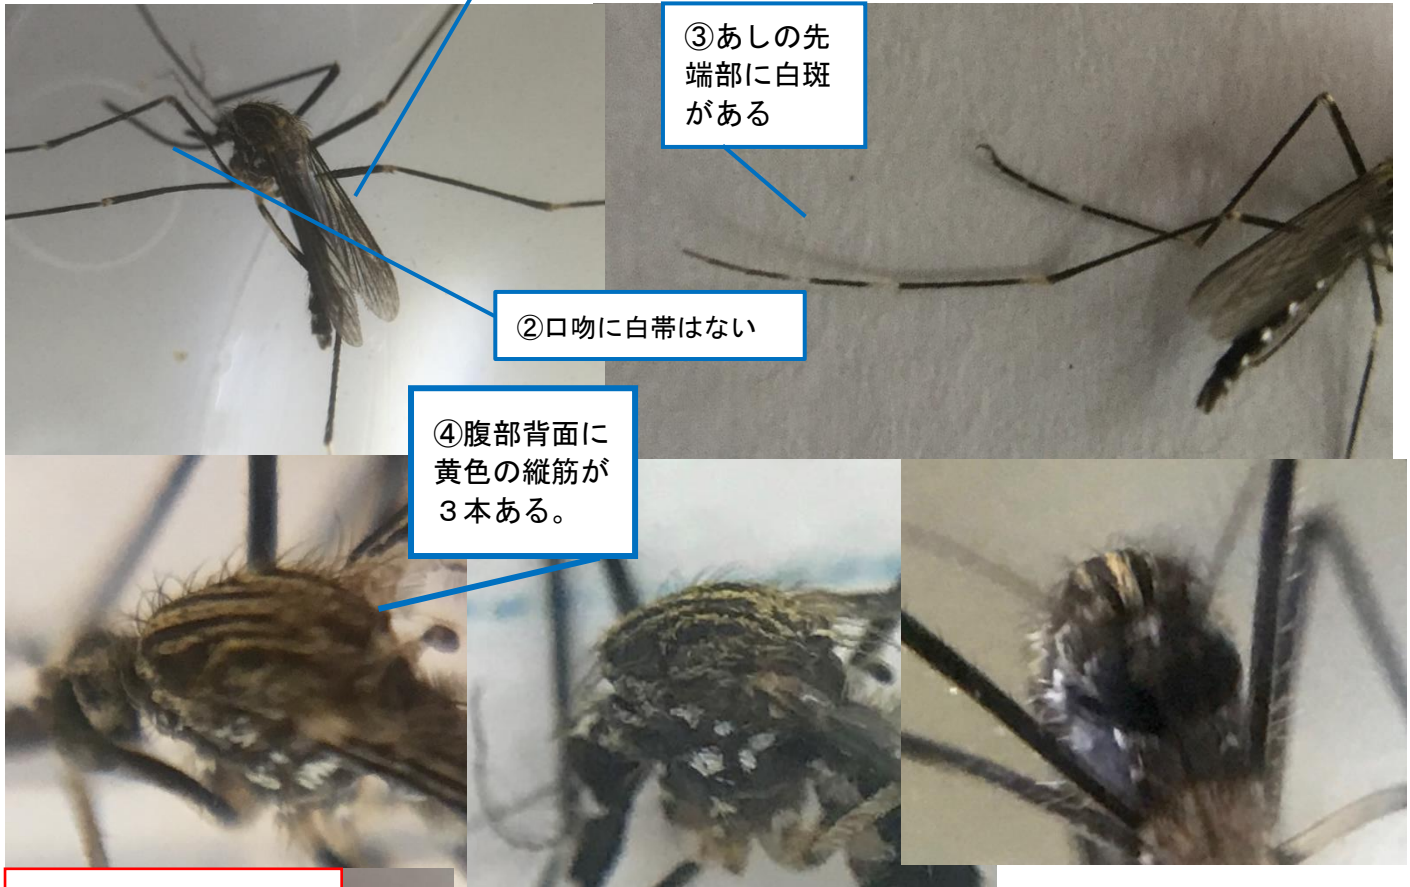 ③あしの先
端部に白斑
がある
②口吻に白帯はない
④腹部背面に
黄色の縦筋が
３本ある。